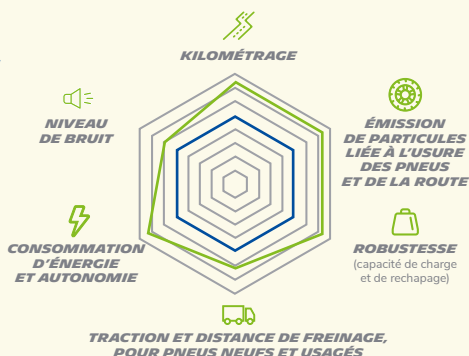 KILOMÉTRAGE
NIVEAU
DE BRUIT
ÉMISSION
DE PARTICULES
LIÉE À L'USURE
DES PNEUS
ET DE LA ROUTE
CONSOMMATION
D'ÉNERGIE
ET AUTONOMIE
ROBUSTESSE
(capacité de charge
et de rechapage)
TRACTION ET DISTANCE DE FREINAGE,
POUR PNEUS NEUFS ET USAGÉS